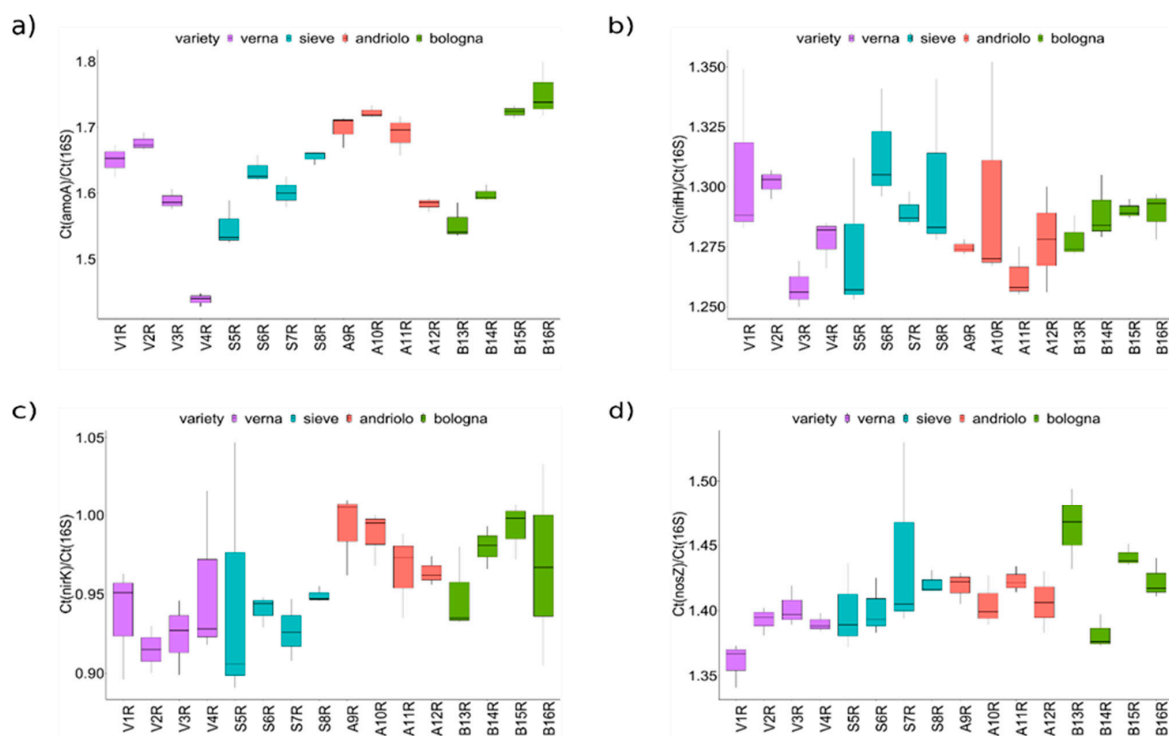 a)
variety verna sieve andriolo bologna
Ct(amoA)/Ct(16S)
1.8
1.7
1.6
1.5
V1R V2R V3R V4R S5R S6R S7R S8R A9R A10R A11R A12R B13R B14R B15R B16R
b)
variety verna sieve andriolo bologna
Ct(nifH)/Ct(16S)
1.350
1.325
1.300
1.275
1.250
V1R V2R V3R V4R S5R S6R S7R S8R A9R A10R A11R A12R B13R B14R B15R B16R
c)
variety verna sieve andriolo bologna
Ct(nirK)/Ct(16S)
1.05
1.00
0.95
0.90
V1R V2R V3R V4R S5R S6R S7R S8R A9R A10R A11R A12R B13R B14R B15R B16R
d)
variety verna sieve andriolo bologna
Ct(nosZ)/Ct(16S)
1.50
1.45
1.40
1.35
V1R V2R V3R V4R S5R S6R S7R S8R A9R A10R A11R A12R B13R B14R B15R B16R